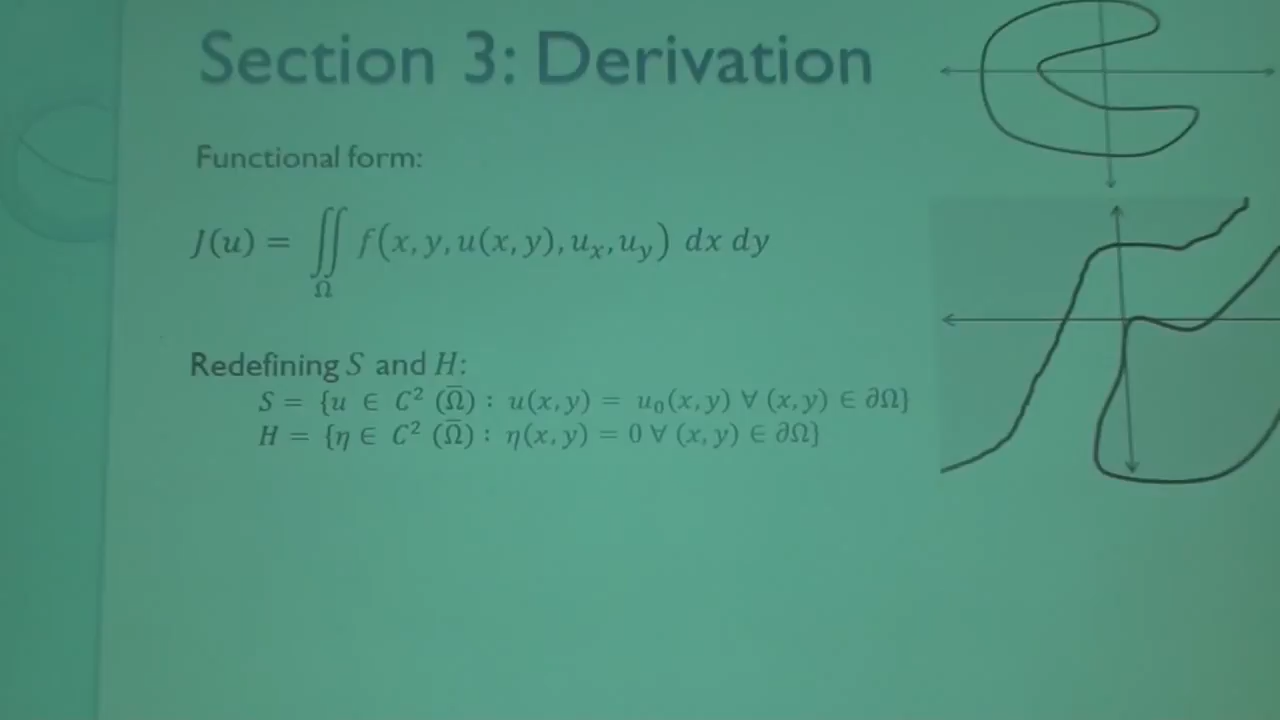 Section 3: Derivation
Functional form:
J(u) = ∬_Ω f(x, y, u(x, y), u_x, u_y) dx dy
Redefining S and H:
S = {u ∈ C² (Ω̅) : u(x, y) = u₀(x, y) ∀ (x, y) ∈ ∂Ω}
H = {η ∈ C² (Ω̅) : η(x, y) = 0 ∀ (x, y) ∈ ∂Ω}